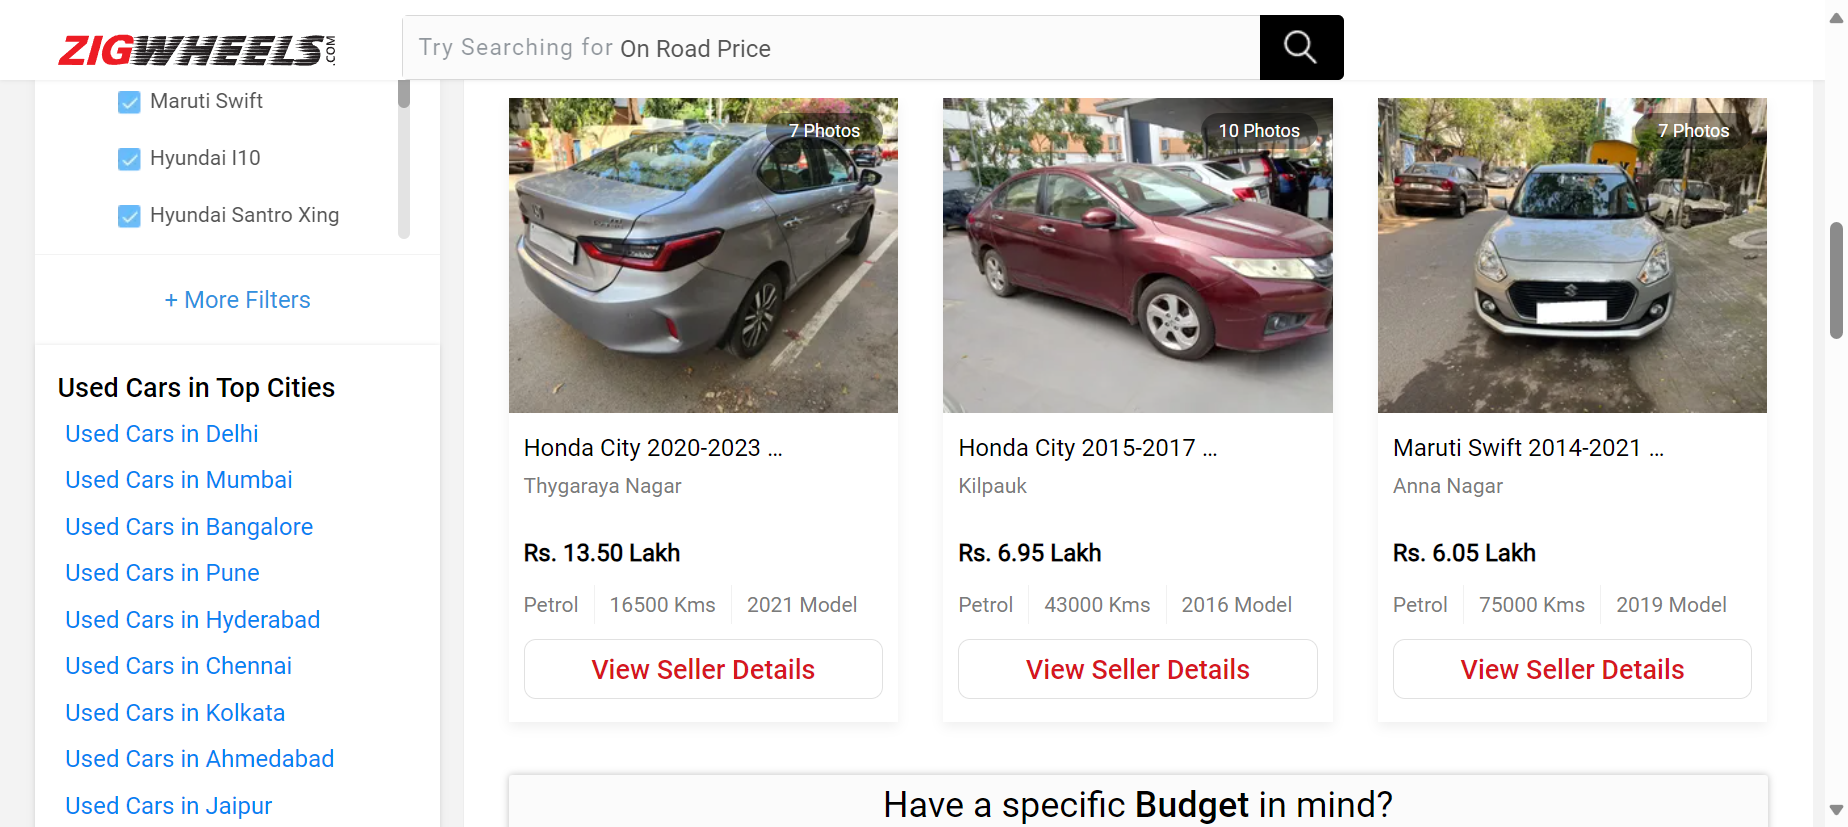 ZIGWHEELS.COM
Try Searching for On Road Price
Maruti Swift
Hyundai I10
Hyundai Santro Xing
+ More Filters
Used Cars in Top Cities
Used Cars in Delhi
Used Cars in Mumbai
Used Cars in Bangalore
Used Cars in Pune
Used Cars in Hyderabad
Used Cars in Chennai
Used Cars in Kolkata
Used Cars in Ahmedabad
Used Cars in Jaipur
7 Photos
Honda City 2020-2023 ...
Thygaraya Nagar
Rs. 13.50 Lakh
Petrol 16500 Kms 2021 Model
View Seller Details
10 Photos
Honda City 2015-2017 ...
Kilpauk
Rs. 6.95 Lakh
Petrol 43000 Kms 2016 Model
View Seller Details
7 Photos
Maruti Swift 2014-2021 ...
Anna Nagar
Rs. 6.05 Lakh
Petrol 75000 Kms 2019 Model
View Seller Details
Have a specific Budget in mind?